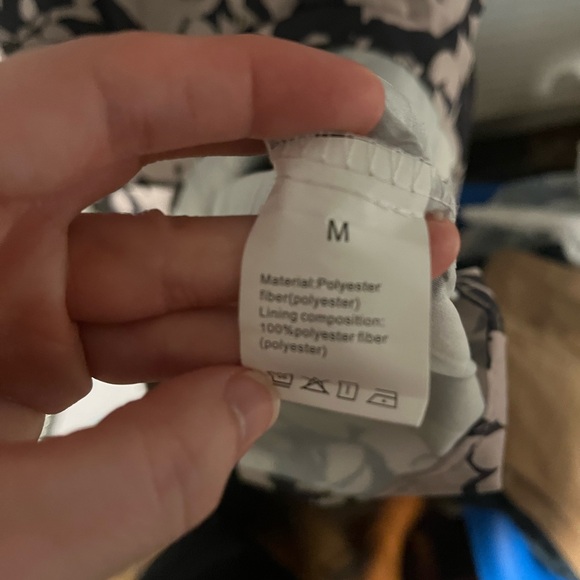 M
Material:Polyester
fiber(polyester)
Lining composition:
100%polyester fiber
(polyester)